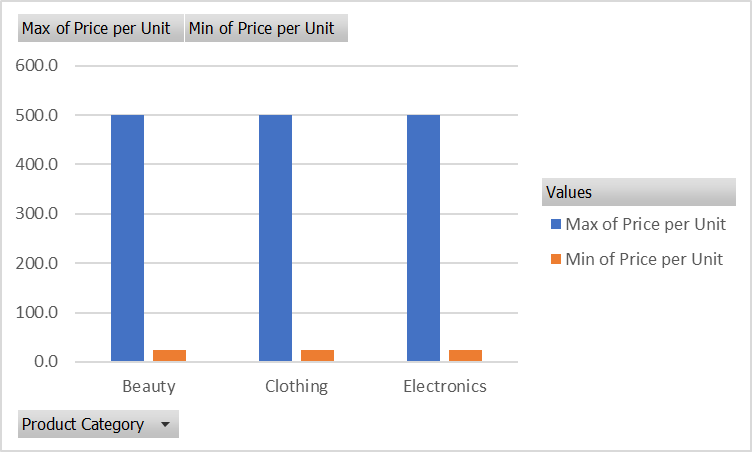 Max of Price per Unit Min of Price per Unit
600.0
500.0
400.0
300.0
200.0
100.0
0.0
Beauty Clothing Electronics
Values
Max of Price per Unit
Min of Price per Unit
Product Category